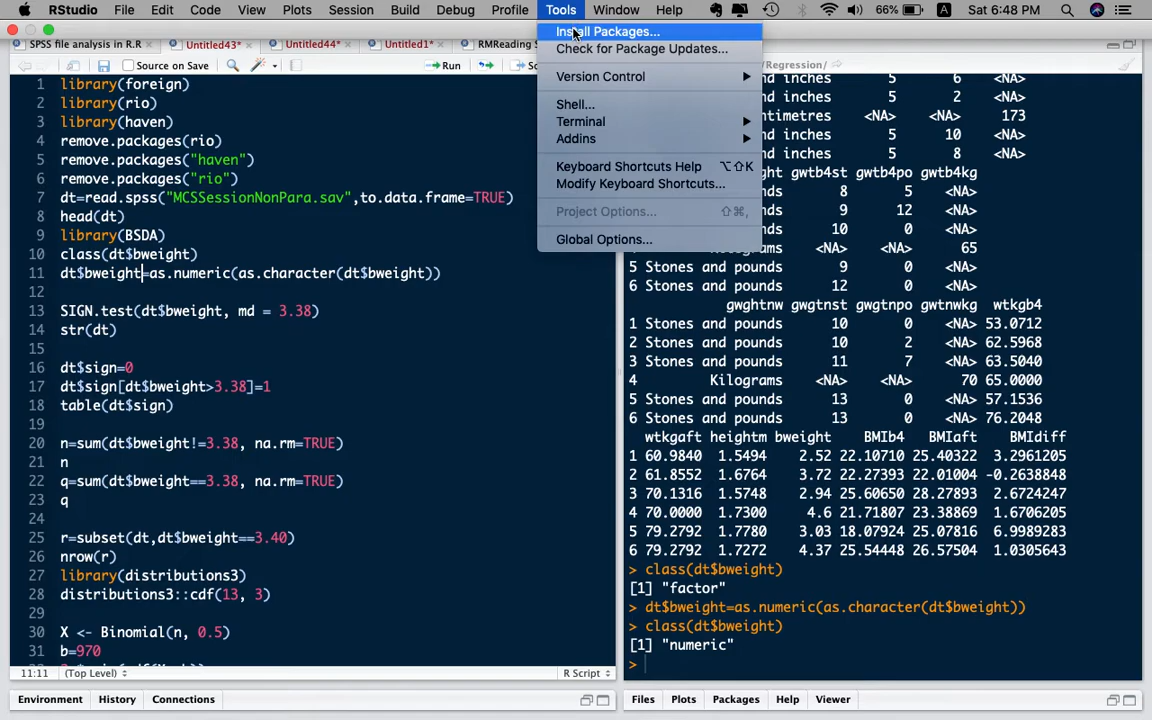 RStudio File Edit Code View Plots Session Build Debug Profile Tools Window Help 66% A Sat 6:48 PM
SPSS file analysis in R.R Untitled43* Untitled44* Untitled1* RMReading
Source on Save Run
1 library(foreign)
2 library(rio)
3 library(haven)
4 remove.packages(rio)
5 remove.packages("haven")
6 remove.packages("rio")
7 dt=read.spss("MCSSessionNonPara.sav",to.data.frame=TRUE)
8 head(dt)
9 library(BSDA)
10 class(dt$bweight)
11 dt$bweight=as.numeric(as.character(dt$bweight))
12
13 SIGN.test(dt$bweight, md = 3.38)
14 str(dt)
15
16 dt$sign=0
17 dt$sign[dt$bweight>3.38]=1
18 table(dt$sign)
19
20 n=sum(dt$bweight!=3.38, na.rm=TRUE)
21 n
22 q=sum(dt$bweight==3.38, na.rm=TRUE)
23 q
24
25 r=subset(dt,dt$bweight==3.40)
26 nrow(r)
27 library(distributions3)
28 distributions3::cdf(13, 3)
29
30 X <- Binomial(n, 0.5)
31 b=970
11:11 (Top Level) R Script
Install Packages...
Check for Package Updates...
Version Control
Shell...
Terminal
Addins
Keyboard Shortcuts Help ⌥⇧K
Modify Keyboard Shortcuts...
Project Options... ⇧⌘,
Global Options...
/Regression/
nd inches 5 6 <NA>
nd inches 5 2 <NA>
ntimetres <NA> <NA> 173
nd inches 5 10 <NA>
nd inches 5 8 <NA>
gwtb4st gwtb4po gwtb4kg
nds 8 5 <NA>
nds 9 12 <NA>
nds 10 0 <NA>
ms <NA> <NA> 65
5 Stones and pounds 9 0 <NA>
6 Stones and pounds 12 0 <NA>
gwghtnw gwgtnst gwgtnpo gwtnwkg wtkgb4
1 Stones and pounds 10 0 <NA> 53.0712
2 Stones and pounds 10 2 <NA> 62.5968
3 Stones and pounds 11 7 <NA> 63.5040
4 Kilograms <NA> <NA> 70 65.0000
5 Stones and pounds 13 0 <NA> 57.1536
6 Stones and pounds 13 0 <NA> 76.2048
wtkgaft heightm bweight BMIb4 BMIaft BMIdiff
1 60.9840 1.5494 2.52 22.10710 25.40322 3.2961205
2 61.8552 1.6764 3.72 22.27393 22.01004 -0.2638848
3 70.1316 1.5748 2.94 25.60650 28.27893 2.6724247
4 70.0000 1.7300 4.6 21.71807 23.38869 1.6706205
5 79.2792 1.7780 3.03 18.07924 25.07816 6.9989283
6 79.2792 1.7272 4.37 25.54448 26.57504 1.0305643
> class(dt$bweight)
[1] "factor"
> dt$bweight=as.numeric(as.character(dt$bweight))
> class(dt$bweight)
[1] "numeric"
>
Environment History Connections
Files Plots Packages Help Viewer